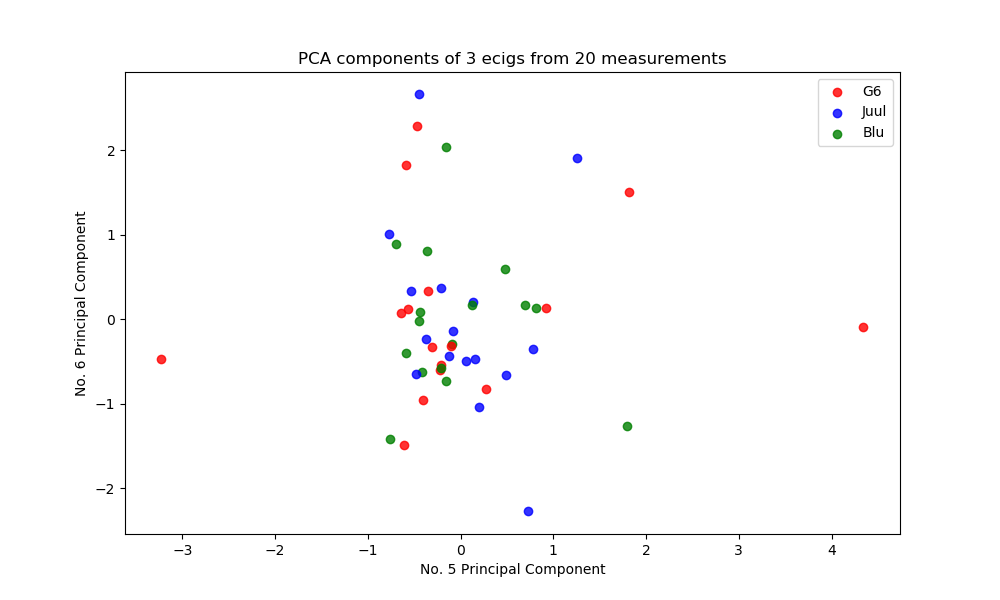 PCA components of 3 ecigs from 20 measurements
G6
Juul
Blu
2
1
0
−1
−2
No. 6 Principal Component
−3
−2
−1
0
1
2
3
4
No. 5 Principal Component